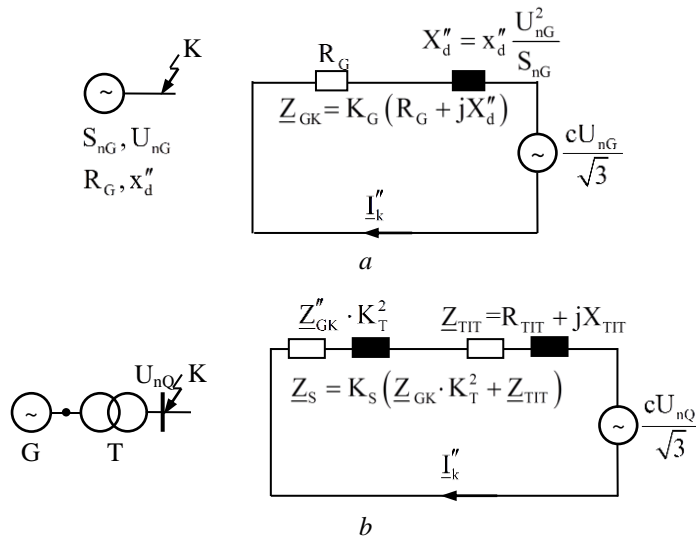 K
~
S_nG, U_nG
R_G, x″_d
R_G
X″_d = x″_d U²_nG / S_nG
Z_GK = K_G (R_G + jX″_d)
~
cU_nG / √3
I″_k
a
G
~
T
U_nQ
K
Z″_GK · K²_T
Z_TIT = R_TIT + jX_TIT
Z_S = K_S (Z_GK · K²_T + Z_TIT)
~
cU_nQ / √3
I″_k
b